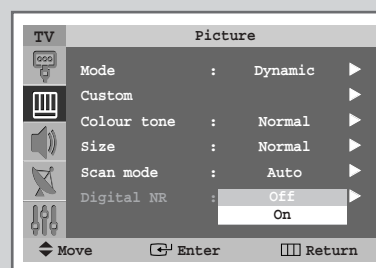 TV Picture
Mode : Dynamic
Custom
Colour tone : Normal
Size : Normal
Scan mode : Auto
Digital NR : Off
On
Move Enter Return